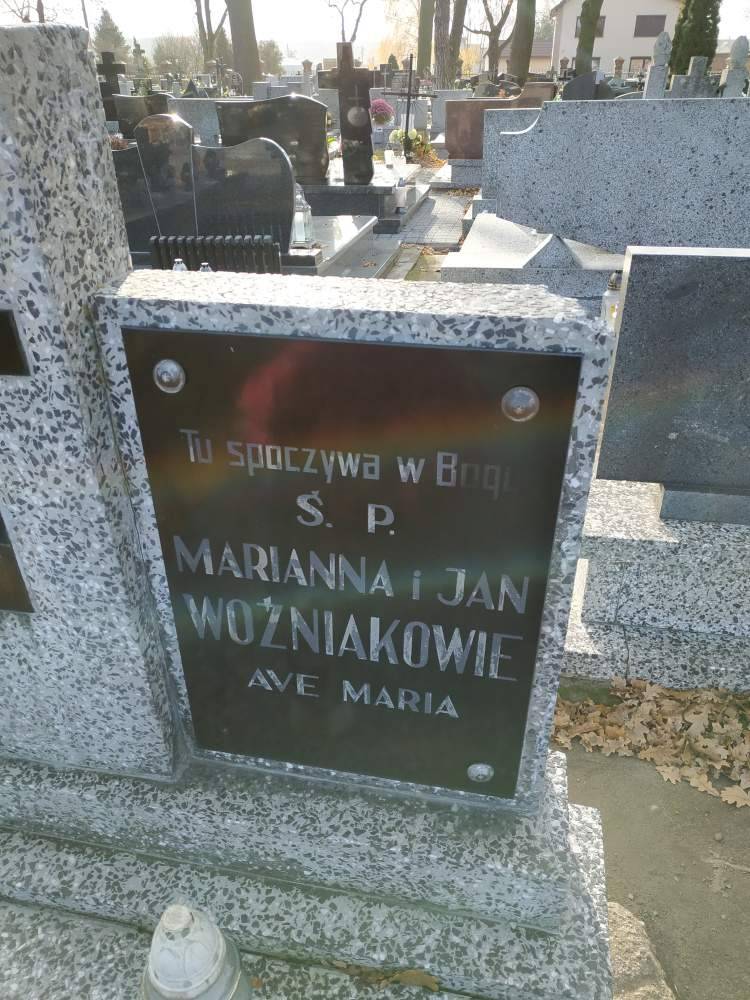 Tu spoczywa w Bogu
Ś. P.
MARIANNA i JAN
WOŹNIAKOWIE
AVE MARIA